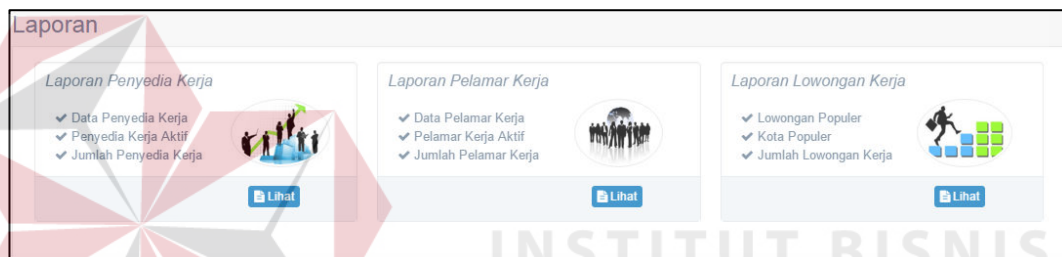 Laporan
Laporan Penyedia Kerja
Data Penyedia Kerja
Penyedia Kerja Aktif
Jumlah Penyedia Kerja
Lihat
Laporan Pelamar Kerja
Data Pelamar Kerja
Pelamar Kerja Aktif
Jumlah Pelamar Kerja
Lihat
Laporan Lowongan Kerja
Lowongan Populer
Kota Populer
Jumlah Lowongan Kerja
Lihat
INSTITUT BISNIS